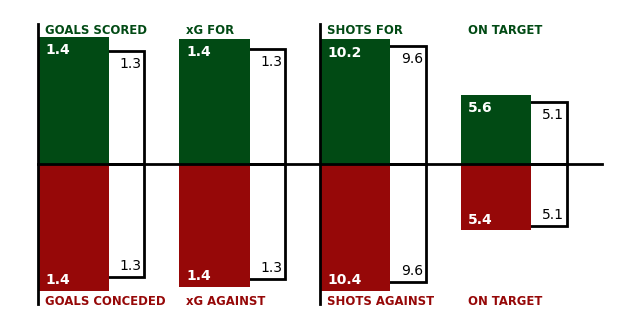 GOALS SCORED xG FOR SHOTS FOR ON TARGET
1.4 1.3 1.4 1.3 10.2 9.6 5.6 5.1
1.4 1.3 1.4 1.3 10.4 9.6 5.4 5.1
GOALS CONCEDED xG AGAINST SHOTS AGAINST ON TARGET